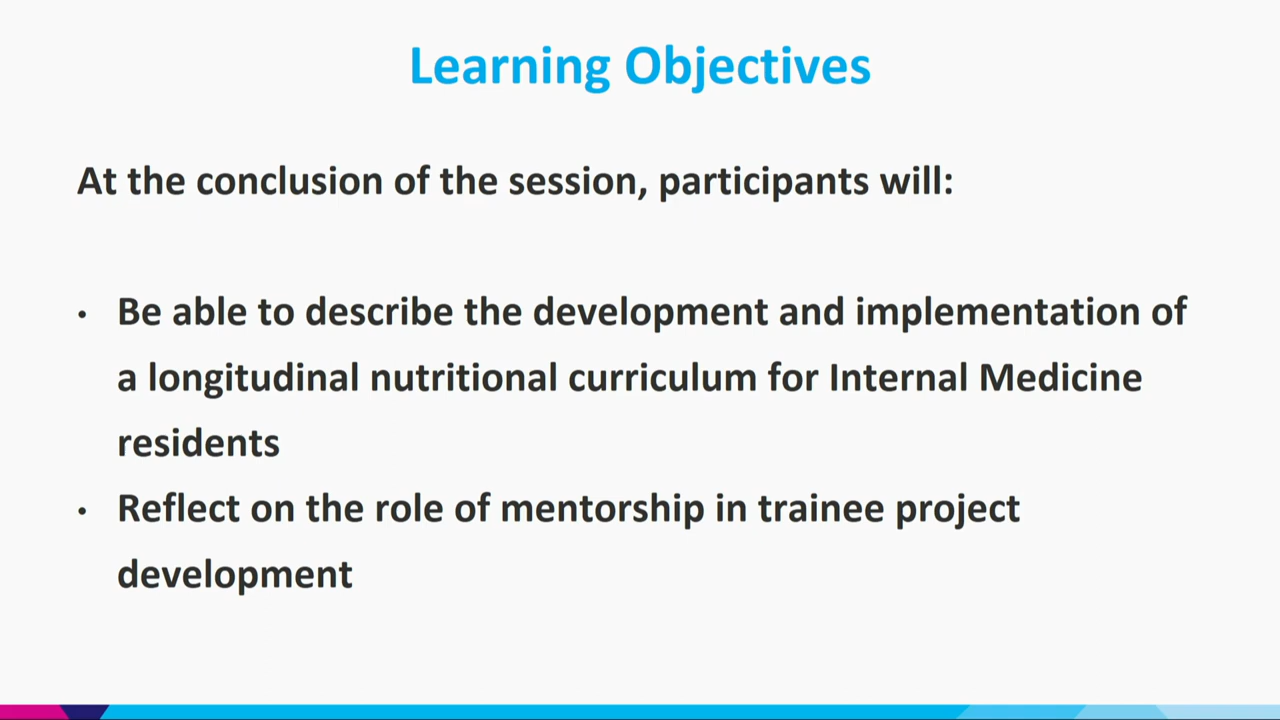 Learning Objectives
At the conclusion of the session, participants will:
• Be able to describe the development and implementation of
a longitudinal nutritional curriculum for Internal Medicine
residents
• Reflect on the role of mentorship in trainee project
development